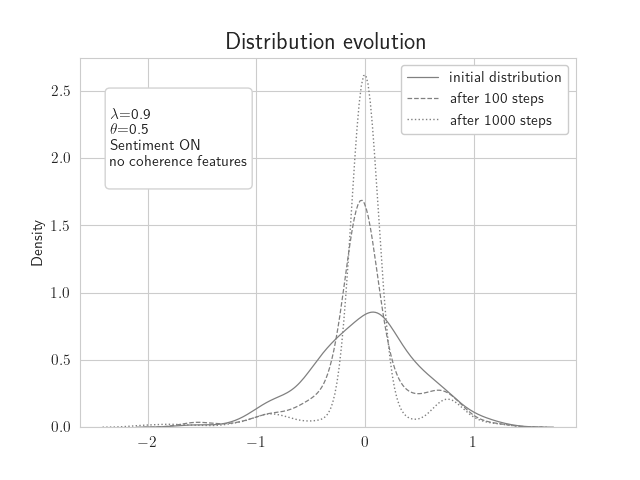 Distribution evolution
initial distribution
after 100 steps
after 1000 steps
λ=0.9
θ=0.5
Sentiment ON
no coherence features
Density
2.5
2.0
1.5
1.0
0.5
0.0
−2
−1
0
1